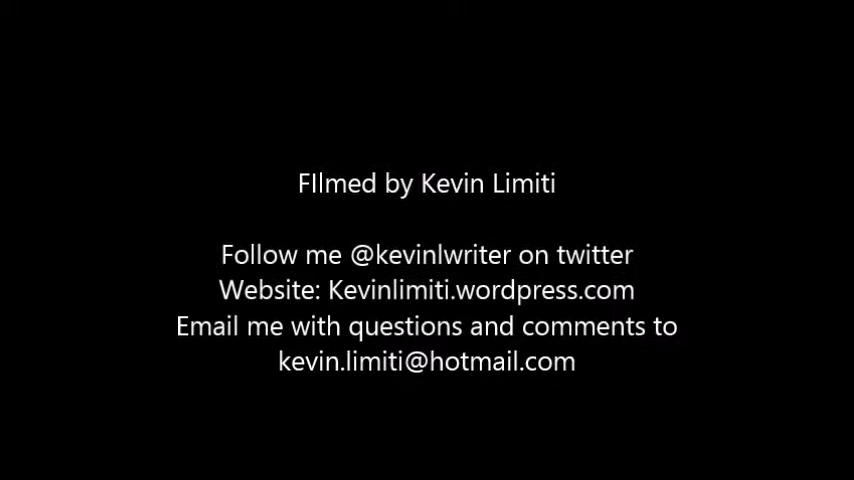 FIlmed by Kevin Limiti
Follow me @kevinlwriter on twitter
Website: Kevinlimiti.wordpress.com
Email me with questions and comments to
kevin.limiti@hotmail.com